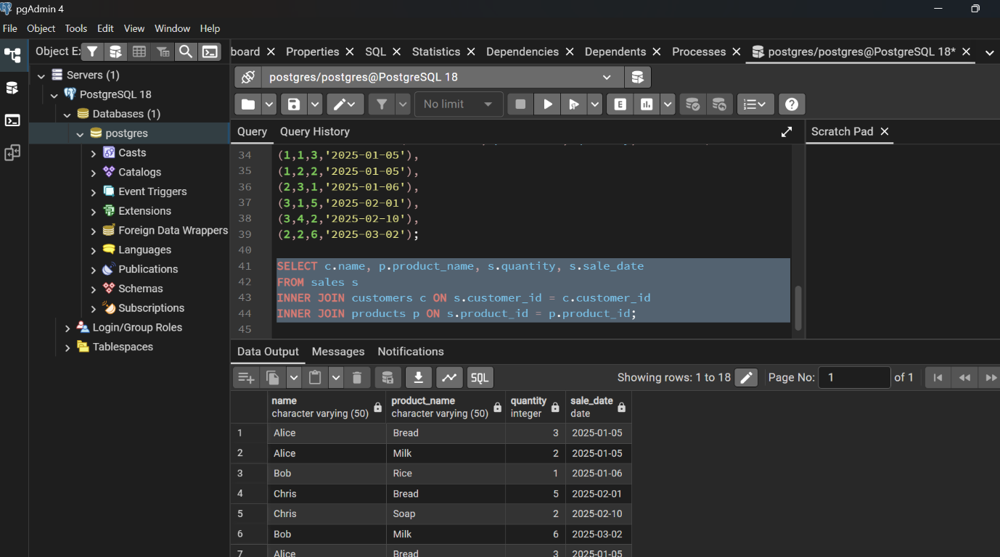 pgAdmin 4
File Object Tools Edit View Window Help
Object E
board Properties SQL Statistics Dependencies Dependents Processes postgres/postgres@PostgreSQL 18*
Servers (1)
PostgreSQL 18
Databases (1)
postgres
Casts
Catalogs
Event Triggers
Extensions
Foreign Data Wrappers
Languages
Publications
Schemas
Subscriptions
Login/Group Roles
Tablespaces
postgres/postgres@PostgreSQL 18
No limit
E
Query Query History
Scratch Pad
34 (1,1,3,'2025-01-05'),
35 (1,2,2,'2025-01-05'),
36 (2,3,1,'2025-01-06'),
37 (3,1,5,'2025-02-01'),
38 (3,4,2,'2025-02-10'),
39 (2,2,6,'2025-03-02');
40
41 SELECT c.name, p.product_name, s.quantity, s.sale_date
42 FROM sales s
43 INNER JOIN customers c ON s.customer_id = c.customer_id
44 INNER JOIN products p ON s.product_id = p.product_id;
45
Data Output Messages Notifications
SQL
Showing rows: 1 to 18 Page No: 1 of 1
name product_name quantity sale_date
character varying (50) character varying (50) integer date
1 Alice Bread 3 2025-01-05
2 Alice Milk 2 2025-01-05
3 Bob Rice 1 2025-01-06
4 Chris Bread 5 2025-02-01
5 Chris Soap 2 2025-02-10
6 Bob Milk 6 2025-03-02
7 Alice Bread 3 2025-01-05